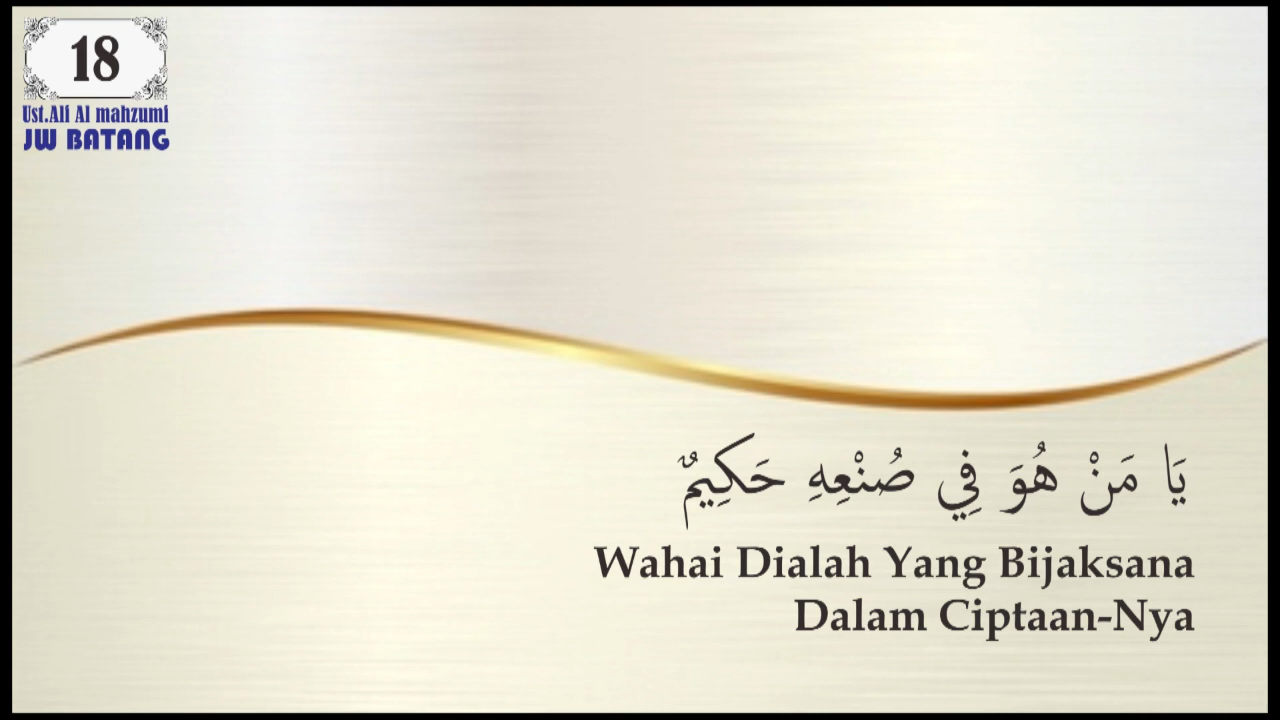 18
Ust.Ali Al mahzumi
JW BATANG
يَا مَنْ هُوَ فِي صُنْعِهِ حَكِيمٌ
Wahai Dialah Yang Bijaksana
Dalam Ciptaan-Nya